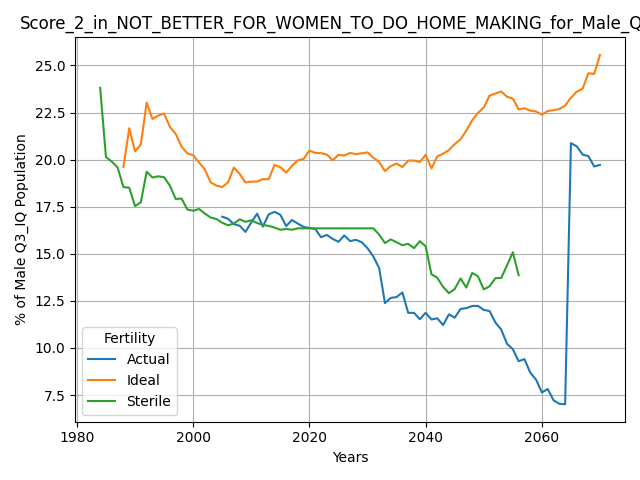 Score_2_in_NOT_BETTER_FOR_WOMEN_TO_DO_HOME_MAKING_for_Male_Q
% of Male Q3_IQ Population
25.0
22.5
20.0
17.5
15.0
12.5
10.0
7.5
Fertility
Actual
Ideal
Sterile
1980
2000
2020
2040
2060
Years